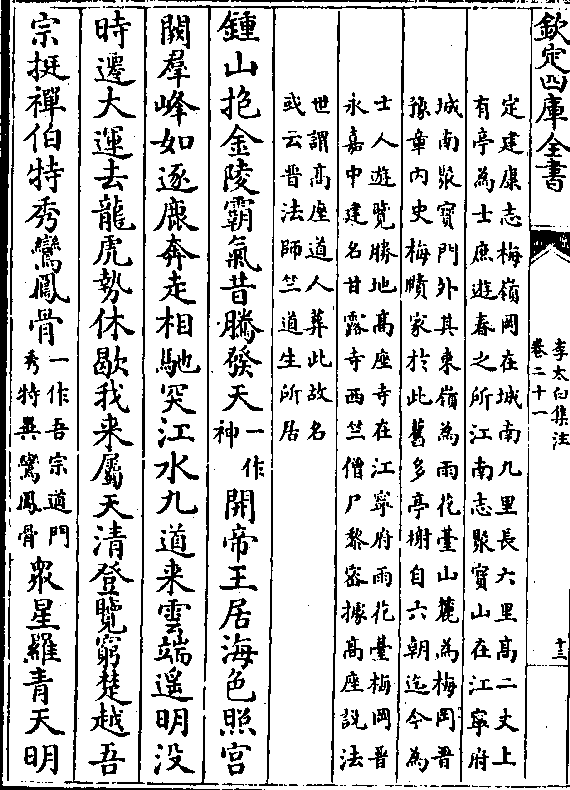 欽定四庫全書
李太白集注
卷二十一
十三
定建康志梅嶺岡在城南九里長六里高二丈上
有亭為士庶遊春之所江南志聚寶山在江寧府
城南聚寶門外其東嶺為雨花臺山麓為梅岡晉
豫章内史梅賾家於此舊多亭榭自六朝迄今為
士人遊覽勝地高座寺在江寧府雨花臺梅岡晉
永嘉中建名甘露寺西竺僧尸黎密據高座說法
世謂高座道人葬此故名
或云晉法師竺道生所居
鍾山抱金陵霸氣昔騰發天一作神開帝王居海色照宫
闕羣峰如逐鹿奔走相馳突江水九道来雲端遥明没
時遷大運去龍虎勢休歇我来屬天清登覽窮楚越吾
宗挺禪伯特秀鸞鳳骨一作吾宗道門秀特異鸞鳳骨衆星羅青天明